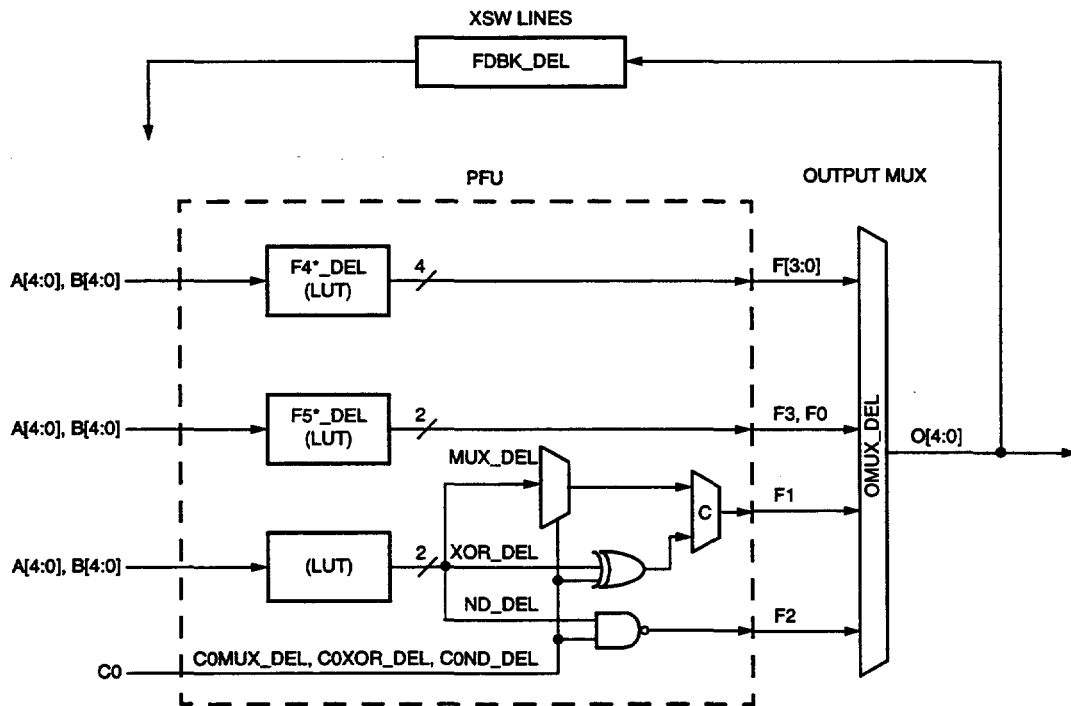 XSW LINES
FDBK_DEL
PFU
OUTPUT MUX
A[4:0], B[4:0]
F4*_DEL
(LUT)
4
F[3:0]
A[4:0], B[4:0]
F5*_DEL
(LUT)
2
F3, F0
OMUX_DEL
O[4:0]
MUX_DEL
C
F1
A[4:0], B[4:0]
(LUT)
2
XOR_DEL
ND_DEL
F2
C0
C0MUX_DEL, C0XOR_DEL, C0ND_DEL